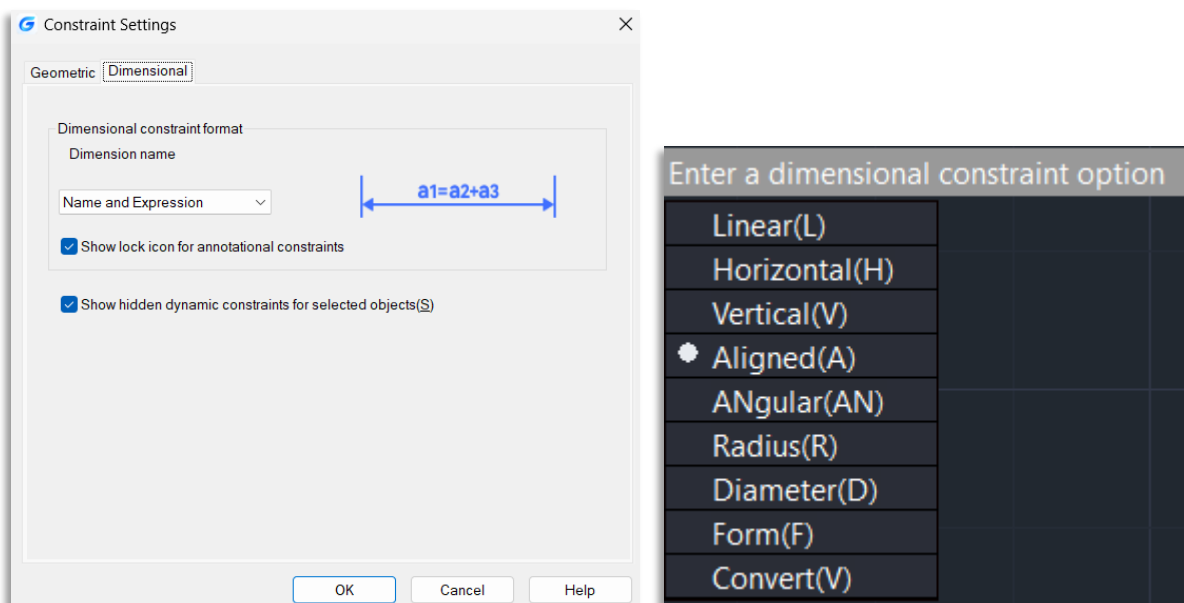 Constraint Settings
Geometric
Dimensional
Dimensional constraint format
Dimension name
Name and Expression
a1=a2+a3
Show lock icon for annotational constraints
Show hidden dynamic constraints for selected objects(S)
OK
Cancel
Help
Enter a dimensional constraint option
Linear(L)
Horizontal(H)
Vertical(V)
Aligned(A)
ANgular(AN)
Radius(R)
Diameter(D)
Form(F)
Convert(V)